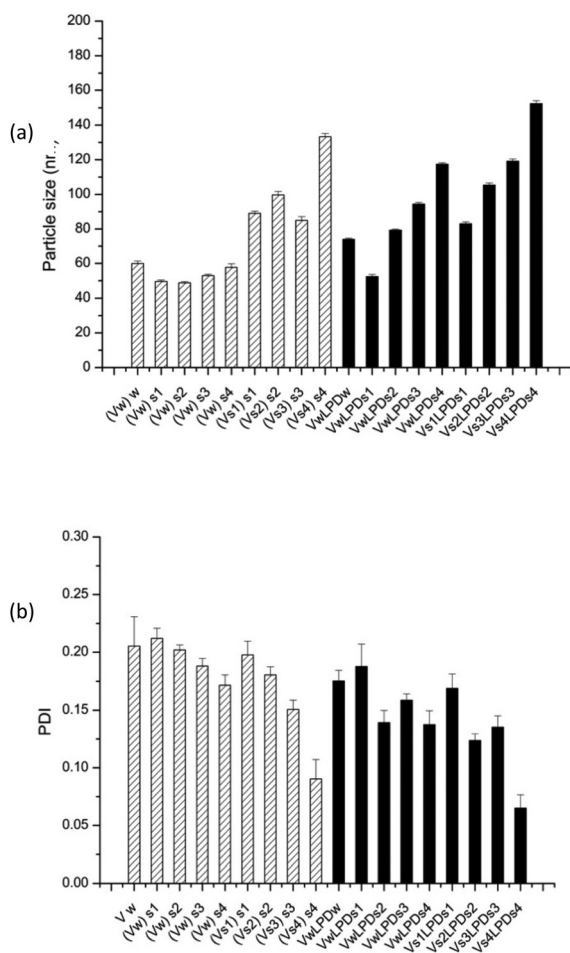 (a)
Particle size (nr..,
200
180
160
140
120
100
80
60
40
20
0
(Vw) w
(Vw) s1
(Vw) s2
(Vw) s3
(Vw) s4
(Vs1) s1
(Vs2) s2
(Vs3) s3
(Vs4) s4
VwLPDw
VwLPDs1
VwLPDs2
VwLPDs3
VwLPDs4
Vs1LPDs1
Vs2LPDs2
Vs3LPDs3
Vs4LPDs4
(b)
PDI
0.30
0.25
0.20
0.15
0.10
0.05
0.00
V w
(Vw) s1
(Vw) s2
(Vw) s3
(Vw) s4
(Vs1) s1
(Vs2) s2
(Vs3) s3
(Vs4) s4
VwLPDw
VwLPDs1
VwLPDs2
VwLPDs3
VwLPDs4
Vs1LPDs1
Vs2LPDs2
Vs3LPDs3
Vs4LPDs4